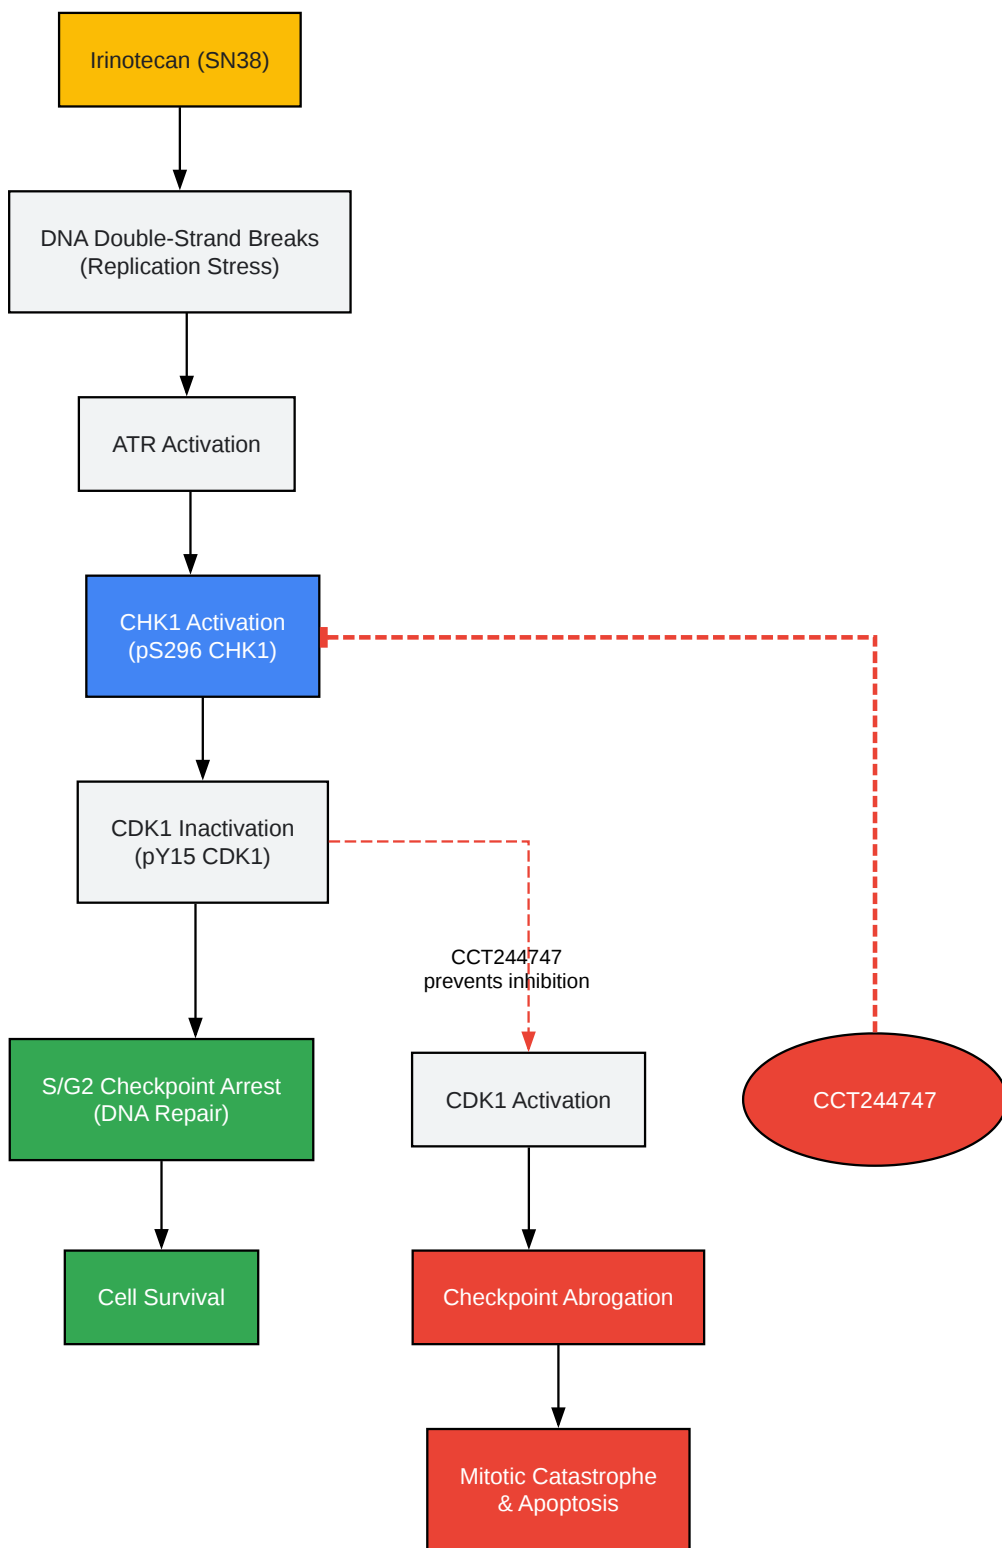 Irinotecan (SN38)
DNA Double-Strand Breaks
(Replication Stress)
ATR Activation
CHK1 Activation
(pS296 CHK1)
CDK1 Inactivation
(pY15 CDK1)
CCT244747
prevents inhibition
S/G2 Checkpoint Arrest
(DNA Repair)
CDK1 Activation
CCT244747
Cell Survival
Checkpoint Abrogation
Mitotic Catastrophe
& Apoptosis